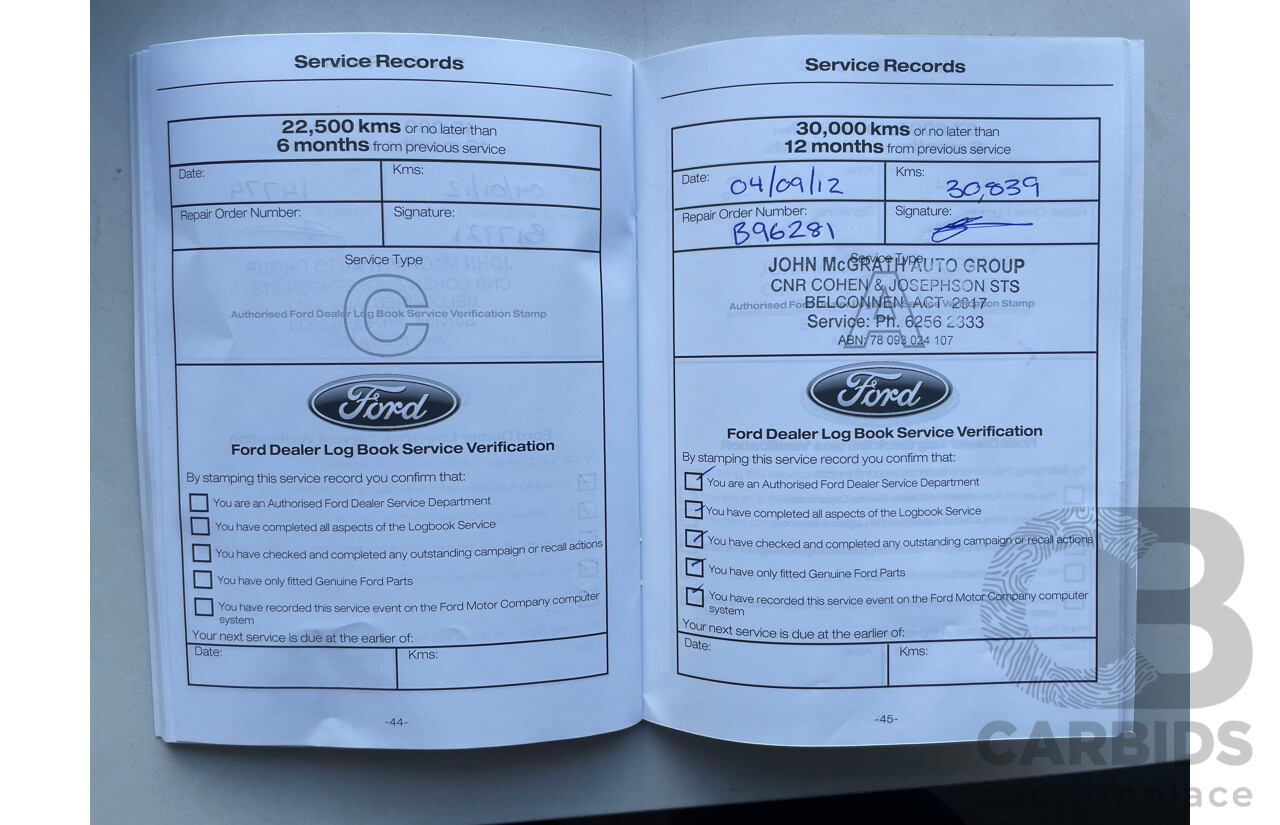 Service Records
22,500 kms or no later than
6 months from previous service
Date:
Kms:
Repair Order Number:
Signature:
Service Type
C
Authorised Ford Dealer Log Book Service Verification Stamp
Ford
Ford Dealer Log Book Service Verification
By stamping this service record you confirm that:
You are an Authorised Ford Dealer Service Department
You have completed all aspects of the Logbook Service
You have checked and completed any outstanding campaign or recall actions
You have only fitted Genuine Ford Parts
You have recorded this service event on the Ford Motor Company computer
system
Your next service is due at the earlier of:
Date:
Kms:
-44-
Service Records
30,000 kms or no later than
12 months from previous service
Date: 04/09/12
Kms: 30,839
Repair Order Number:
B96281
Signature:
Service Type
JOHN McGRATH AUTO GROUP
CNR COHEN & JOSEPHSON STS
BELCONNEN ACT 2617
Authorised Ford Dealer Log Book Service Verification Stamp
A
Service: Ph. 6256 2333
ABN: 78 093 024 107
Ford
Ford Dealer Log Book Service Verification
By stamping this service record you confirm that:
You are an Authorised Ford Dealer Service Department
You have completed all aspects of the Logbook Service
You have checked and completed any outstanding campaign or recall actions
You have only fitted Genuine Ford Parts
You have recorded this service event on the Ford Motor Company computer
system
Your next service is due at the earlier of:
Date:
Kms:
-45-
CB
CARBIDS
auctionplace